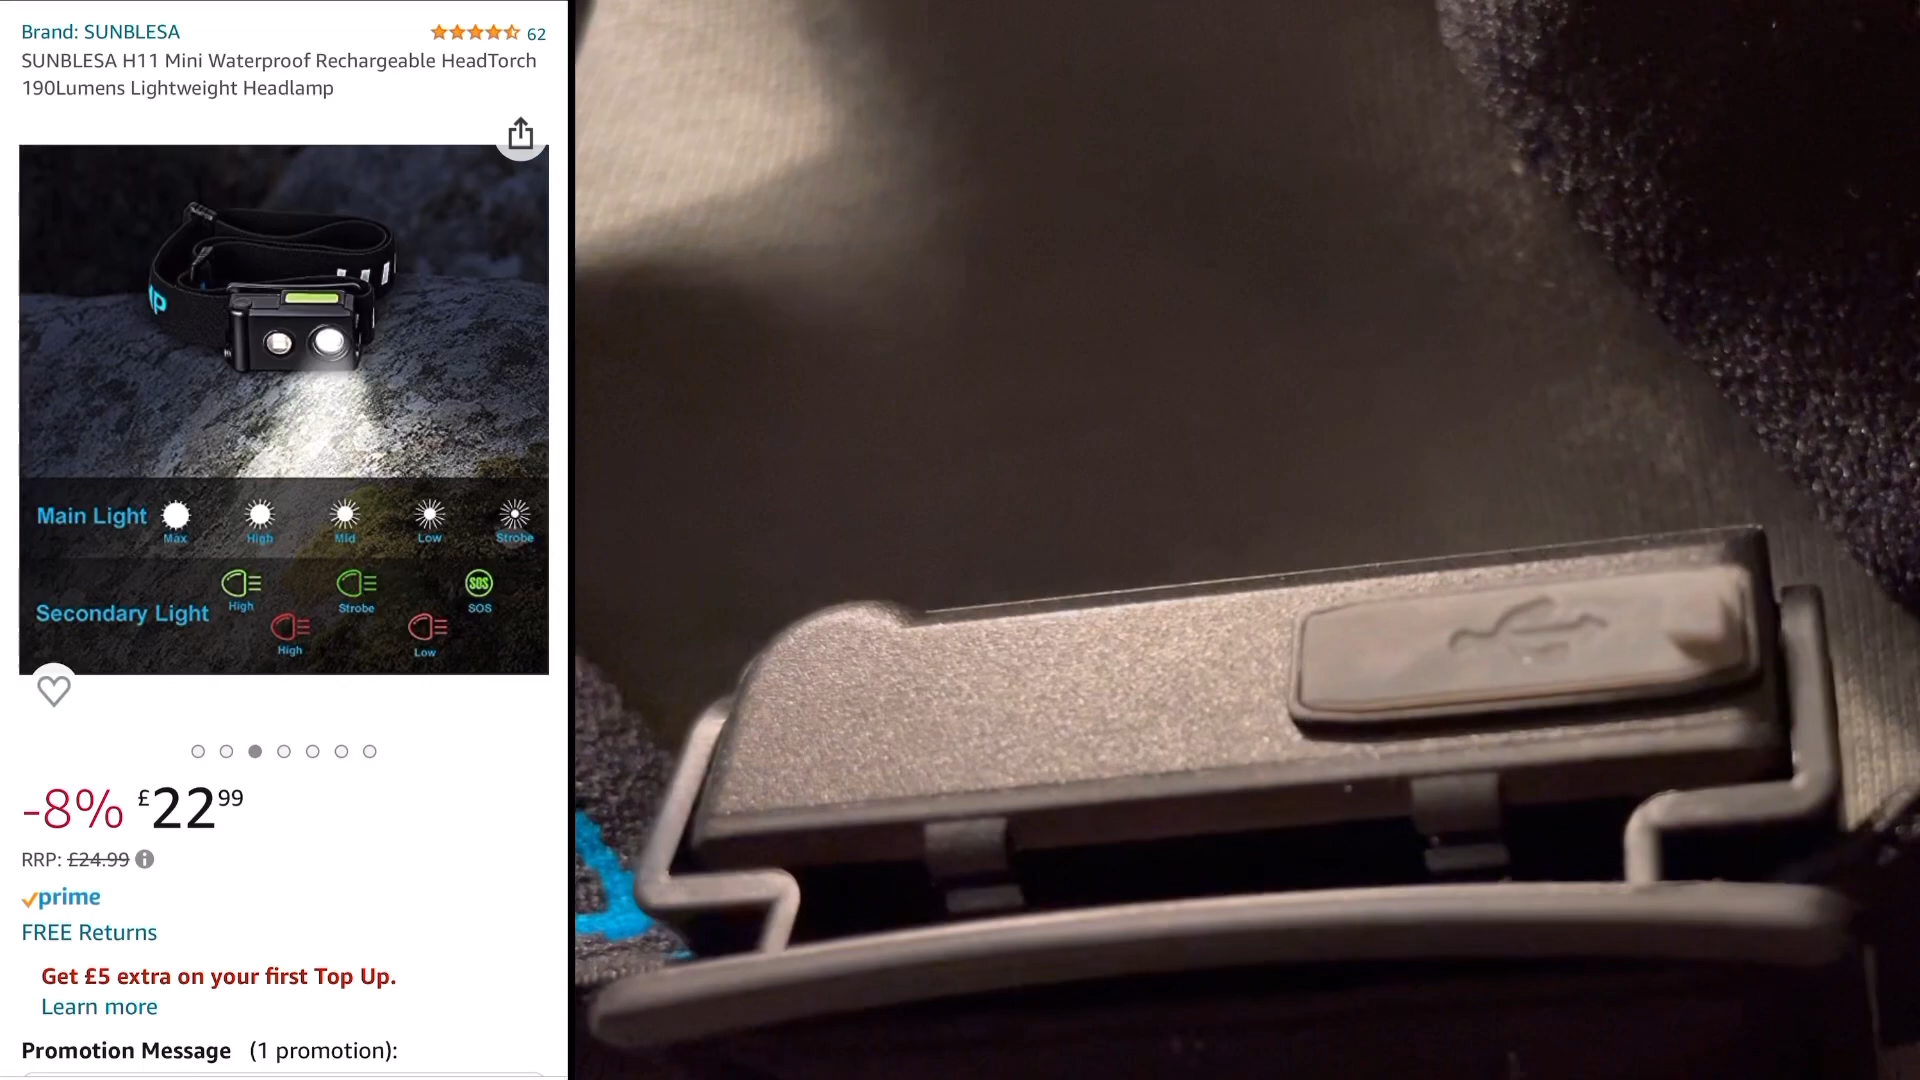 Brand: SUNBLESA
62
SUNBLESA H11 Mini Waterproof Rechargeable HeadTorch
190Lumens Lightweight Headlamp
Main Light
Max
High
Mid
Low
Strobe
Secondary Light
High
Strobe
SOS
SOS
High
Low
-8% £22 99
RRP: £24.99
prime
FREE Returns
Get £5 extra on your first Top Up.
Learn more
Promotion Message (1 promotion):